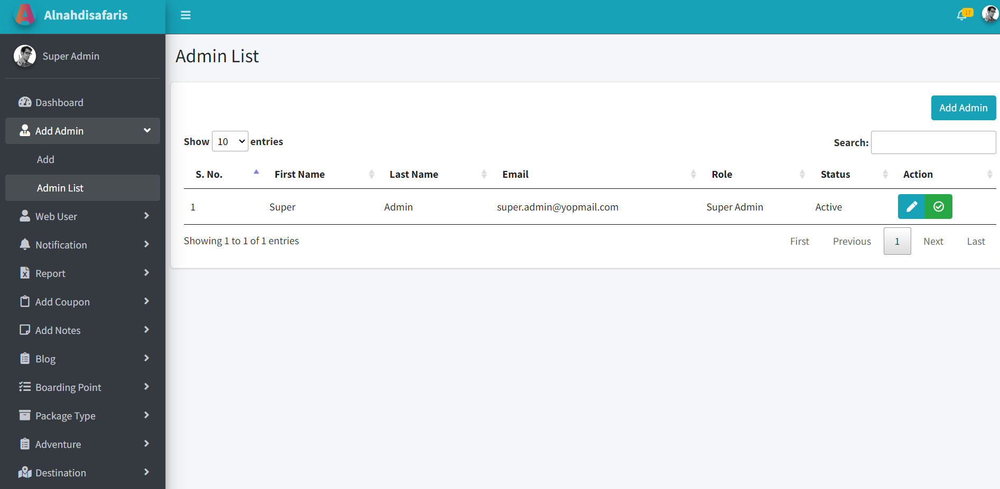 Alnahdisafaris
17
Super Admin
Dashboard
Add Admin
Add
Admin List
Web User
Notification
Report
Add Coupon
Add Notes
Blog
Boarding Point
Package Type
Adventure
Destination
Admin List
Add Admin
Show 10 entries
Search:
S. No. First Name Last Name Email Role Status Action
1 Super Admin super.admin@yopmail.com Super Admin Active
Showing 1 to 1 of 1 entries
First Previous 1 Next Last